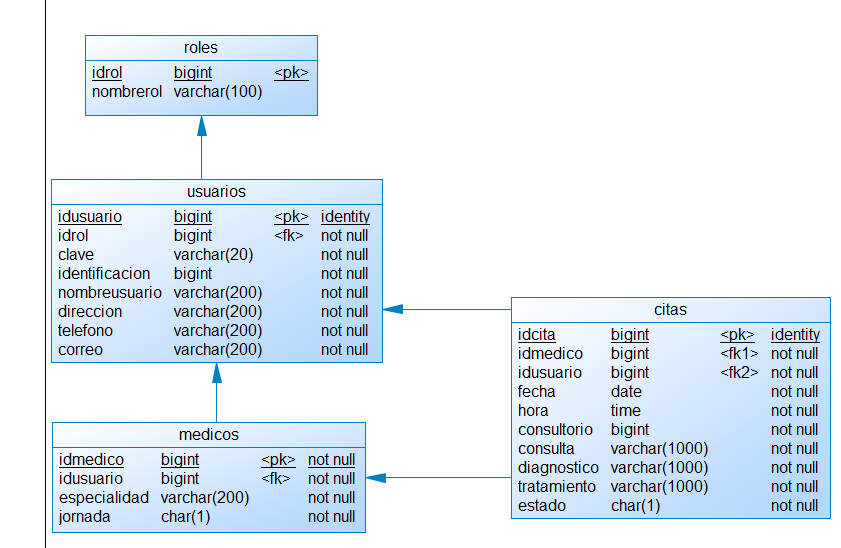 roles
idrol bigint <pk>
nombrerol varchar(100)
usuarios
idusuario bigint <pk> identity
idrol bigint <fk> not null
clave varchar(20) not null
identificacion bigint not null
nombreusuario varchar(200) not null
direccion varchar(200) not null
telefono varchar(200) not null
correo varchar(200) not null
citas
idcita bigint <pk> identity
idmedico bigint <fk1> not null
idusuario bigint <fk2> not null
fecha date not null
hora time not null
consultorio bigint not null
consulta varchar(1000) not null
diagnostico varchar(1000) not null
tratamiento varchar(1000) not null
estado char(1) not null
medicos
idmedico bigint <pk> not null
idusuario bigint <fk> not null
especialidad varchar(200) not null
jornada char(1) not null